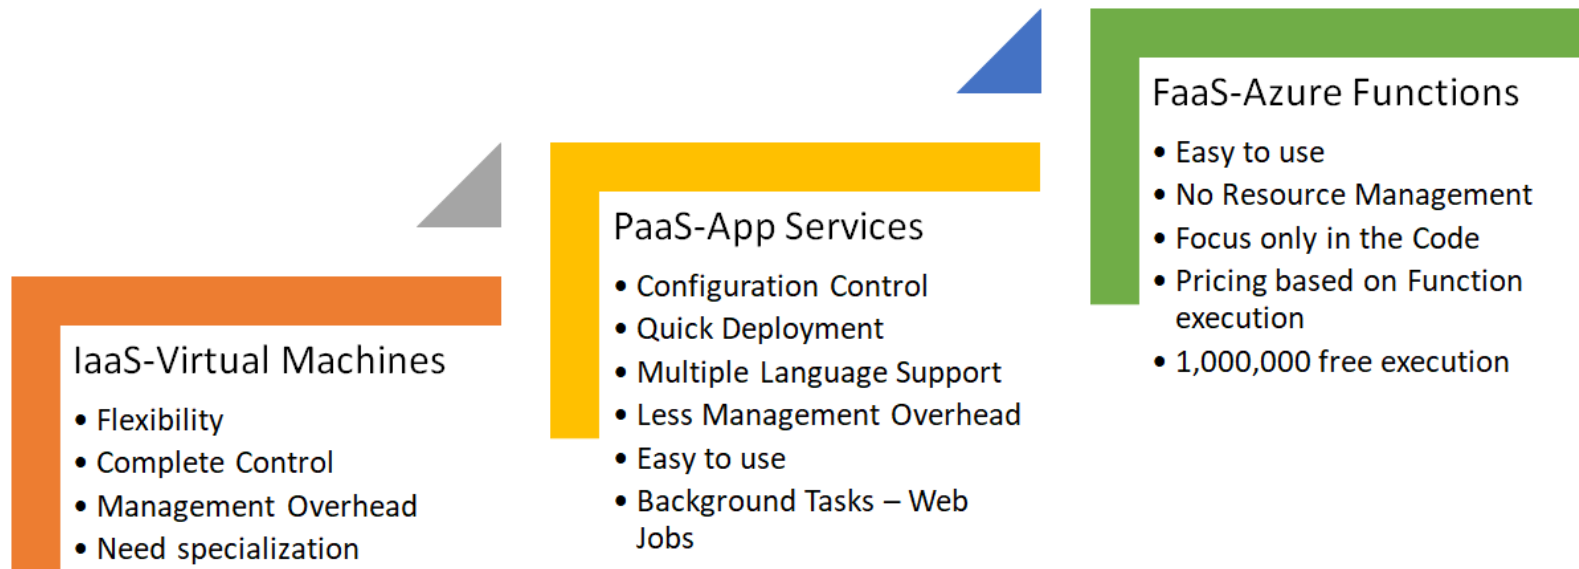 IaaS-Virtual Machines
• Flexibility
• Complete Control
• Management Overhead
• Need specialization
PaaS-App Services
• Configuration Control
• Quick Deployment
• Multiple Language Support
• Less Management Overhead
• Easy to use
• Background Tasks – Web
Jobs
FaaS-Azure Functions
• Easy to use
• No Resource Management
• Focus only in the Code
• Pricing based on Function
execution
• 1,000,000 free execution